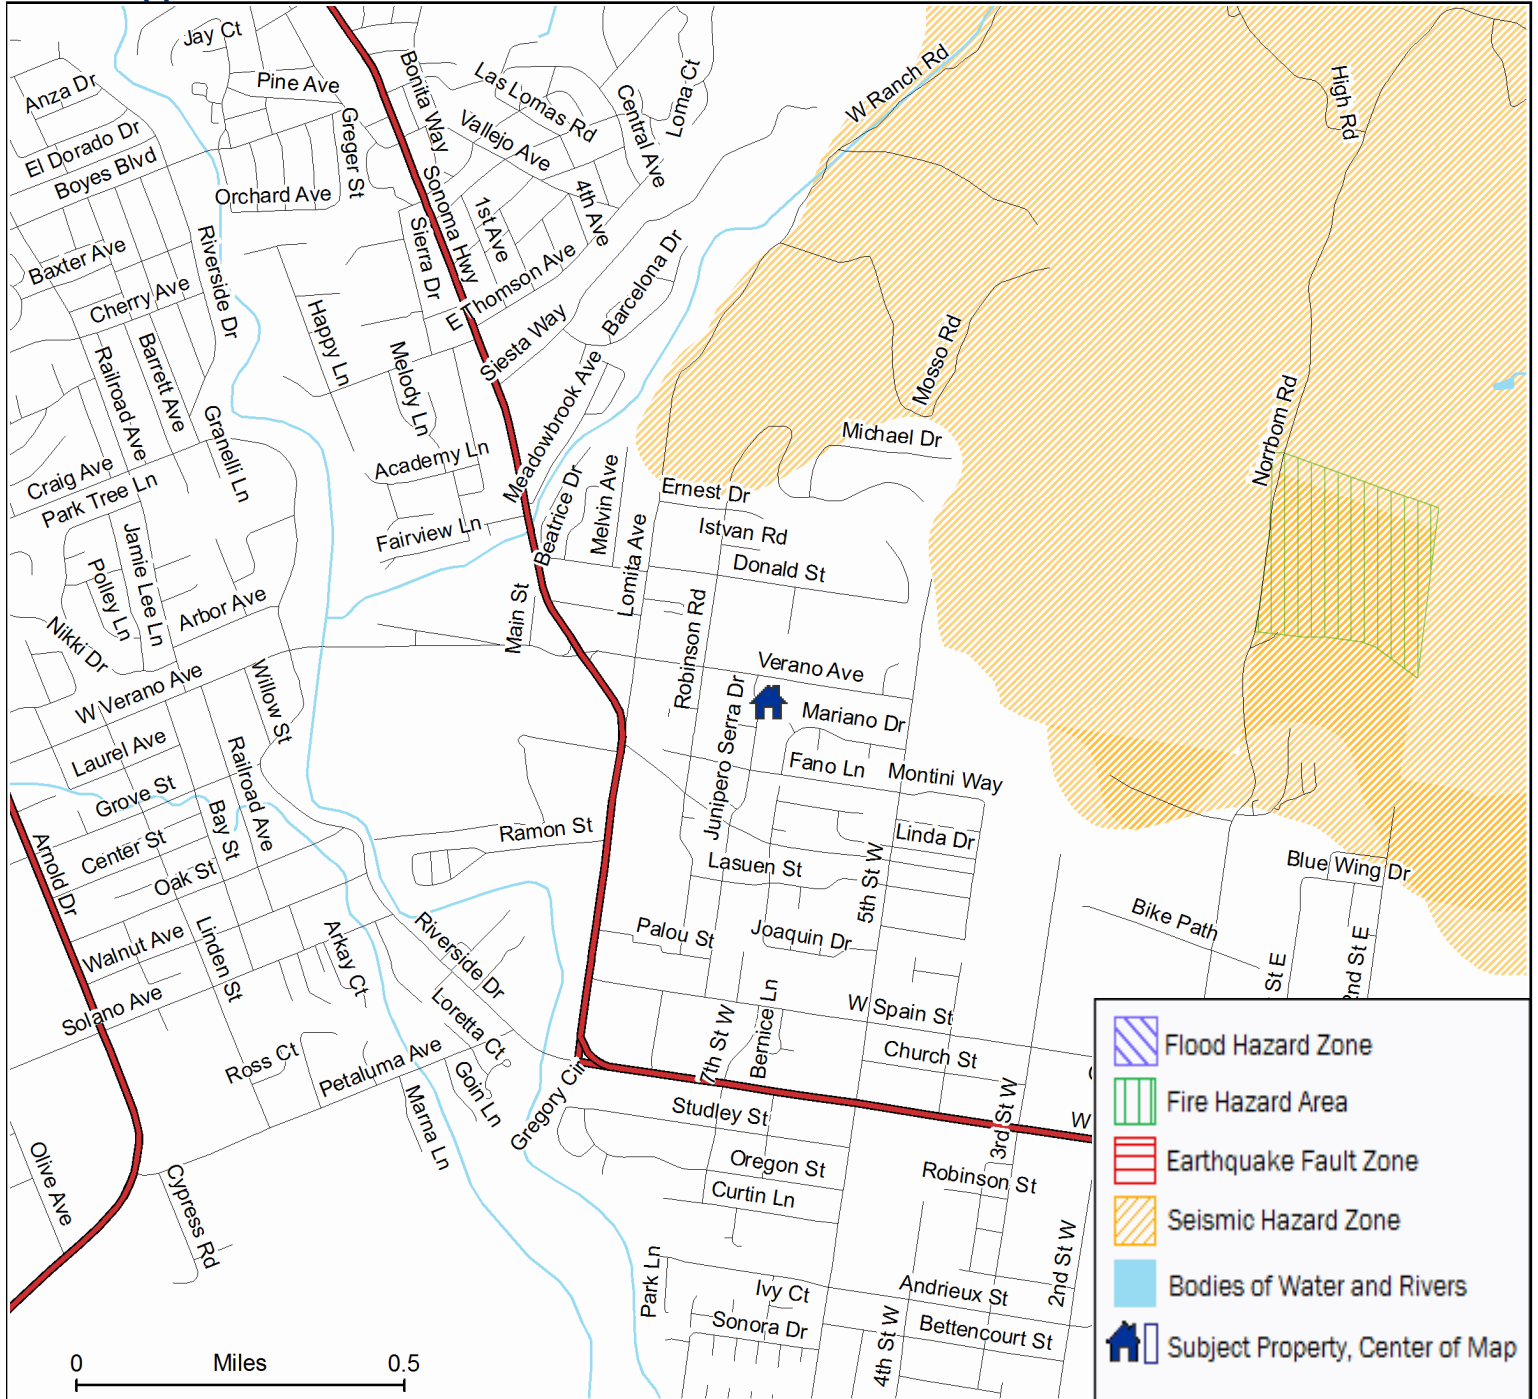 Jay Ct
Pine Ave
Anza Dr
El Dorado Dr
Boyes Blvd
Greger St
Orchard Ave
Bonita Way
Las Lomas Rd
Vallejo Ave
Central Ave
Loma Ct
W Ranch Rd
High Rd
Sonoma Hwy
1st Ave
4th Ave
Sierra Dr
Riverside Dr
Baxter Ave
Cherry Ave
E Thomson Ave
Barcelona Dr
Siesta Way
Happy Ln
Melody Ln
Railroad Ave
Barrett Ave
Granelli Ln
Meadowbrook Ave
Mosso Rd
Michael Dr
Norrbom Rd
Craig Ave
Park Tree Ln
Academy Ln
Fairview Ln
Beatrice Dr
Melvin Ave
Lomita Ave
Ernest Dr
Istvan Rd
Donald St
Jamie Lee Ln
Polley Ln
Arbor Ave
Nikki Dr
Main St
Robinson Rd
Verano Ave
W Verano Ave
Willow St
Junipero Serra Dr
Mariano Dr
Laurel Ave
Railroad Ave
Fano Ln
Montini Way
Grove St
Bay St
Center St
Oak St
Arnold Dr
Ramon St
Linda Dr
Lasuen St
5th St W
Blue Wing Dr
Bike Path
Walnut Ave
Linden St
Arkay Ct
Riverside Dr
Palou St
Joaquin Dr
St E
2nd St E
Solano Ave
Loretta Ct
W Spain St
Bernice Ln
7th St W
Church St
Ross Ct
Petaluma Ave
Goin Ln
Gregory Cir
Marna Ln
Studley St
3rd St W
W
Oregon St
Robinson St
Curtin Ln
Olive Ave
Cypress Rd
Park Ln
Ivy Ct
Andrieux St
2nd St W
Sonora Dr
4th St W
Bettencourt St
0 Miles 0.5
Flood Hazard Zone
Fire Hazard Area
Earthquake Fault Zone
Seismic Hazard Zone
Bodies of Water and Rivers
Subject Property, Center of Map